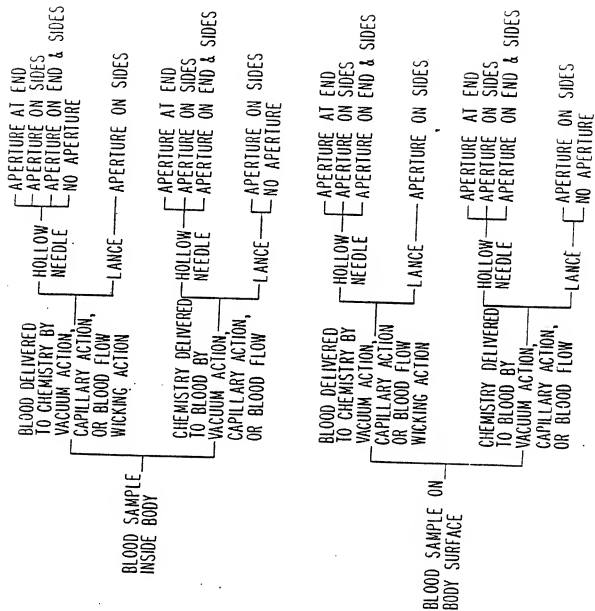 BLOOD SAMPLE
INSIDE BODY
BLOOD DELIVERED
TO CHEMISTRY BY
VACUUM ACTION,
CAPILLARY ACTION,
OR BLOOD FLOW
WICKING ACTION
HOLLOW
NEEDLE
APERTURE AT END
APERTURE ON SIDES
APERTURE ON END & SIDES
NO APERTURE
LANCE
APERTURE ON SIDES
CHEMISTRY DELIVERED
TO BLOOD BY
VACUUM ACTION,
CAPILLARY ACTION,
OR BLOOD FLOW
HOLLOW
NEEDLE
APERTURE AT END
APERTURE ON SIDES
APERTURE ON END & SIDES
LANCE
APERTURE ON SIDES
NO APERTURE
BLOOD SAMPLE ON
BODY SURFACE
BLOOD DELIVERED
TO CHEMISTRY BY
VACUUM ACTION,
CAPILLARY ACTION
OR BLOOD FLOW
WICKING ACTION
HOLLOW
NEEDLE
APERTURE AT END
APERTURE ON SIDES
APERTURE ON END & SIDES
LANCE
APERTURE ON SIDES
CHEMISTRY DELIVERED
TO BLOOD BY
VACUUM ACTION,
CAPILLARY ACTION,
OR BLOOD FLOW
HOLLOW
NEEDLE
APERTURE AT END
APERTURE ON SIDES
APERTURE ON END & SIDES
LANCE
APERTURE ON SIDES
NO APERTURE